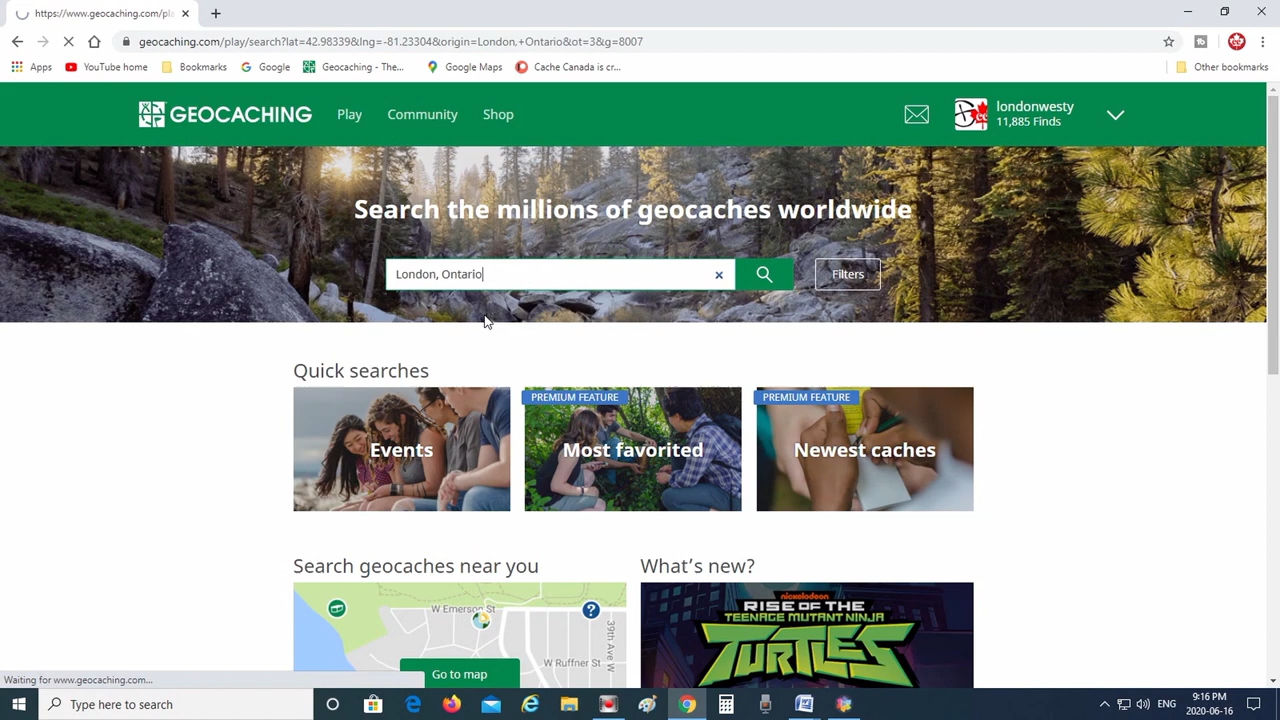 https://www.geocaching.com/pla
geocaching.com/play/search?lat=42.98339&lng=-81.23304&origin=London,+Ontario&ot=3&g=8007
Apps YouTube home Bookmarks Google Geocaching - The... Google Maps Cache Canada is cr... Other bookmarks
GEOCACHING Play Community Shop
londonwesty
11,885 Finds
Search the millions of geocaches worldwide
London, Ontario
Filters
Quick searches
Events
PREMIUM FEATURE
Most favorited
PREMIUM FEATURE
Newest caches
Search geocaches near you
W Emerson St
39th Ave W
W Ruffner St
Go to map
What's new?
nickelodeon
RISE OF THE
TEENAGE MUTANT NINJA
TURTLES
Waiting for www.geocaching.com...
Type here to search
ENG
9:16 PM
2020-06-16